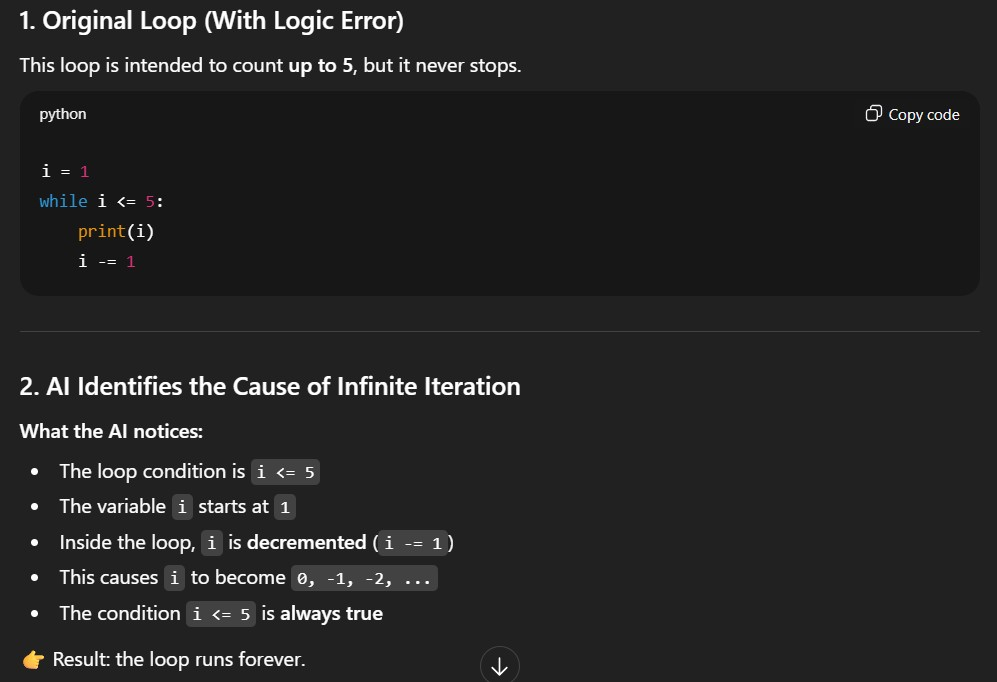 1. Original Loop (With Logic Error)
This loop is intended to count up to 5, but it never stops.
python
Copy code
i = 1
while i <= 5:
    print(i)
    i -= 1
2. AI Identifies the Cause of Infinite Iteration
What the AI notices:
• The loop condition is i <= 5
• The variable i starts at 1
• Inside the loop, i is decremented (i -= 1)
• This causes i to become 0, -1, -2, ...
• The condition i <= 5 is always true
👉 Result: the loop runs forever.